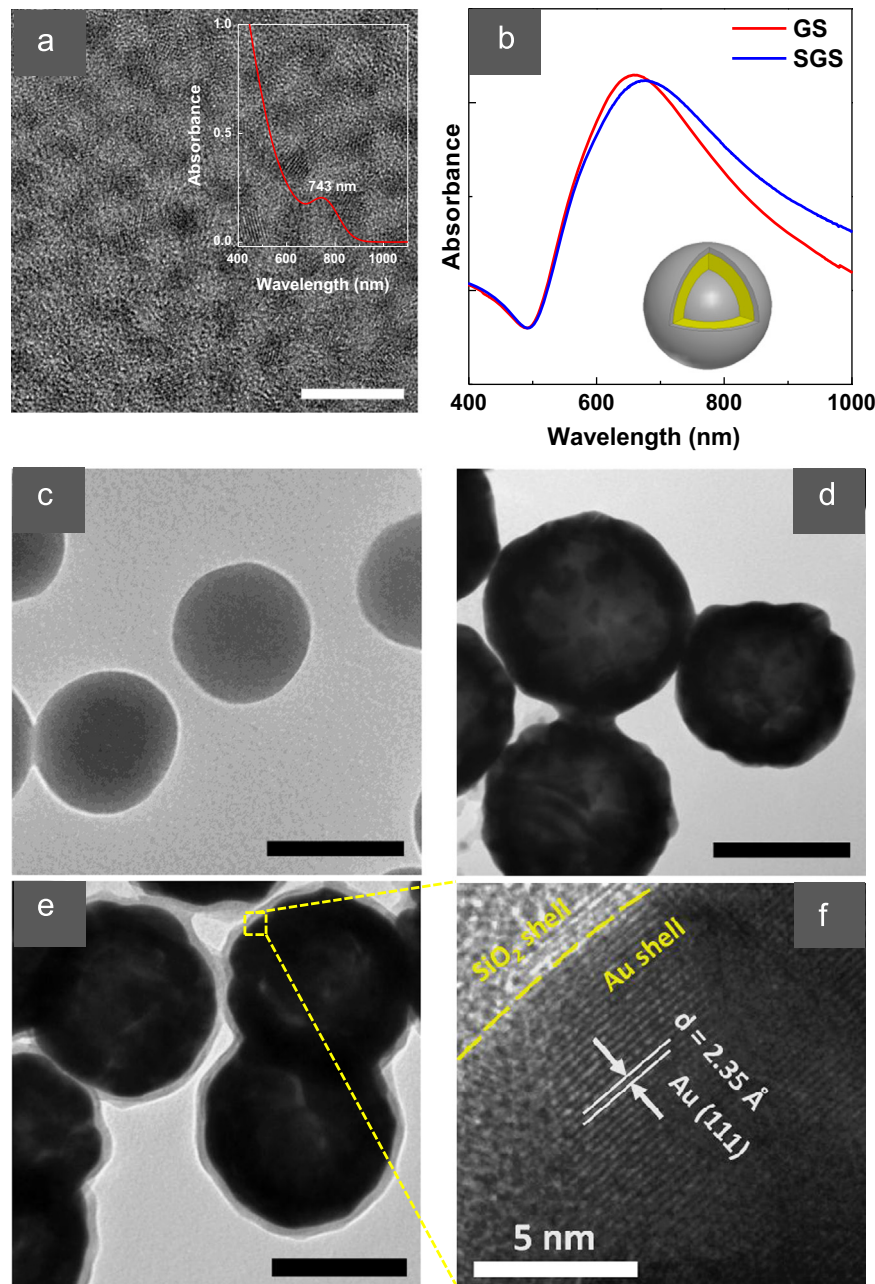 a
1.0
0.5
0.0
Absorbance
743 nm
400 600 800 1000
Wavelength (nm)
b
GS
SGS
Absorbance
400 600 800 1000
Wavelength (nm)
c
d
e
f
SiO₂ shell
Au shell
d = 2.35 Å
Au (111)
5 nm